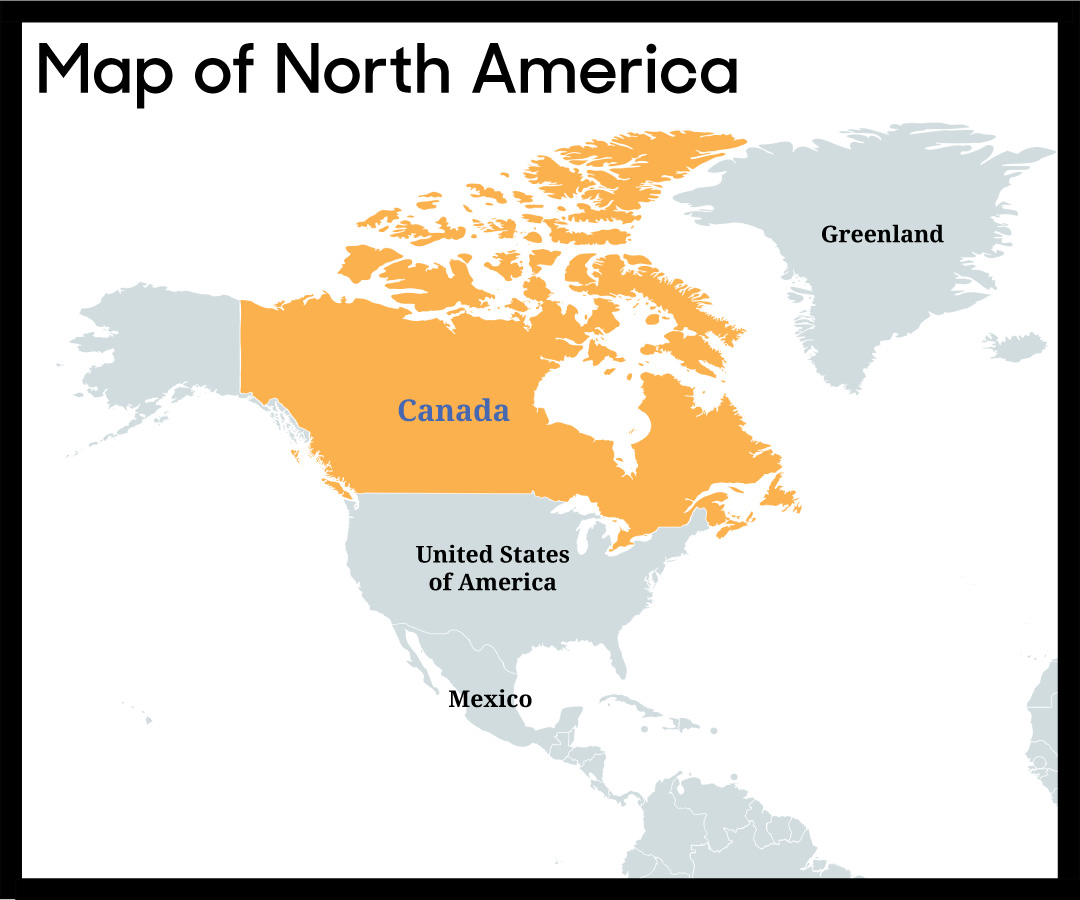 Map of North America
Greenland
Canada
United States
of America
Mexico